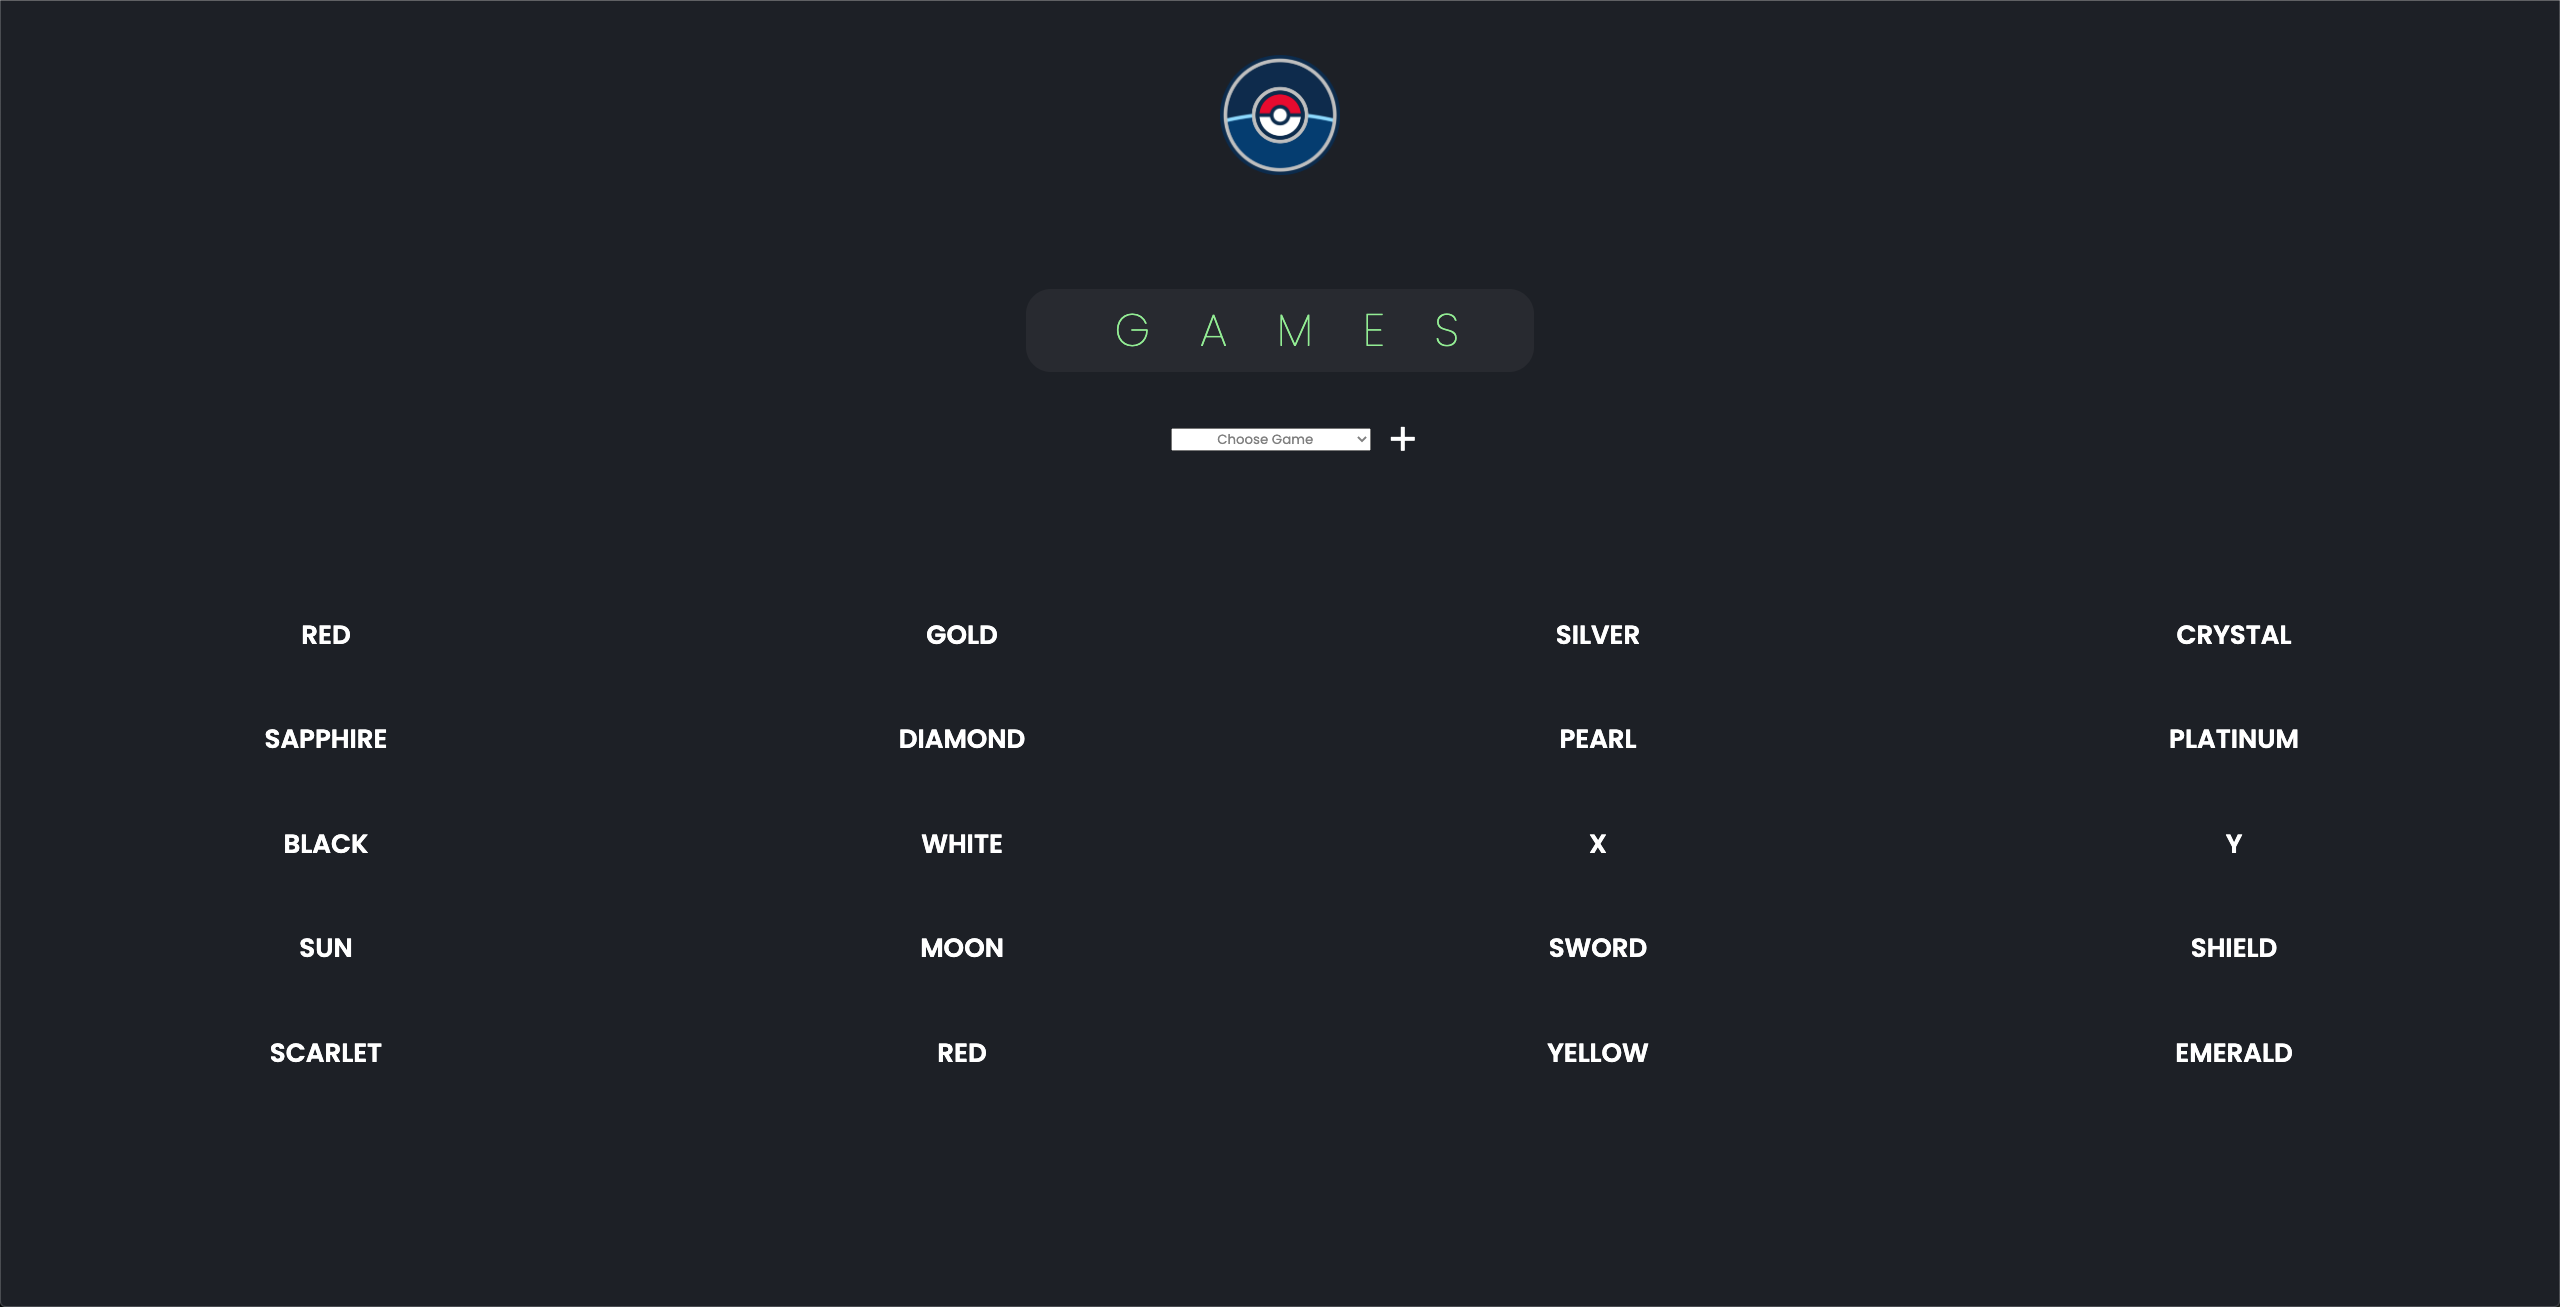 G A M E S
Choose Game
RED GOLD SILVER CRYSTAL
SAPPHIRE DIAMOND PEARL PLATINUM
BLACK WHITE X Y
SUN MOON SWORD SHIELD
SCARLET RED YELLOW EMERALD